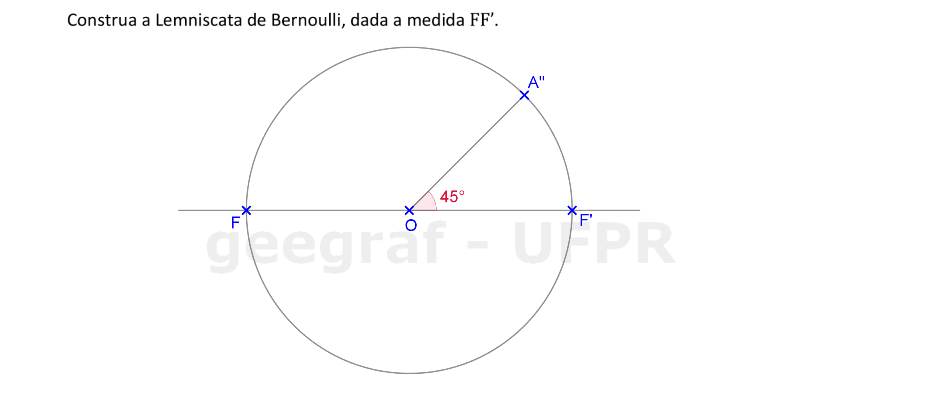 Construa a Lemniscata de Bernoulli, dada a medida FF’.
A"
45°
F
O
F'
geegraf - UFPR